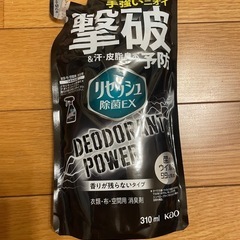 手強いニオイ
撃破
&汗・皮脂臭も予防
リセッシュ
除菌EX
DEODORANT
POWER
香りが残らないタイプ
衣類・布・空間用 消臭剤
310ml
Kao